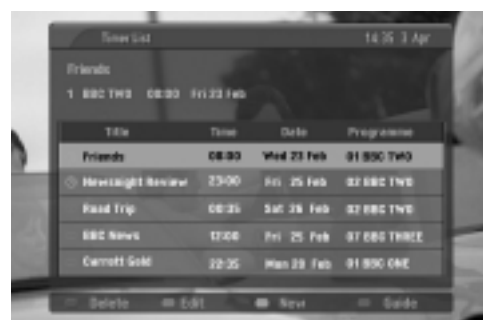 Timer List 14:35 3 Apr
Friends
1 BBC TWO 08:00 Fri 23 Feb
Title Time Date Programme
Friends 08:00 Wed 23 Feb 01 BBC TWO
Newsnight Review 23:00 Fri 25 Feb 02 BBC TWO
Road Trip 00:35 Sat 26 Feb 02 BBC TWO
BBC News 12:00 Fri 25 Feb 07 BBC THREE
Carrott Gold 22:35 Mon 28 Feb 01 BBC ONE
Delete Edit New Guide